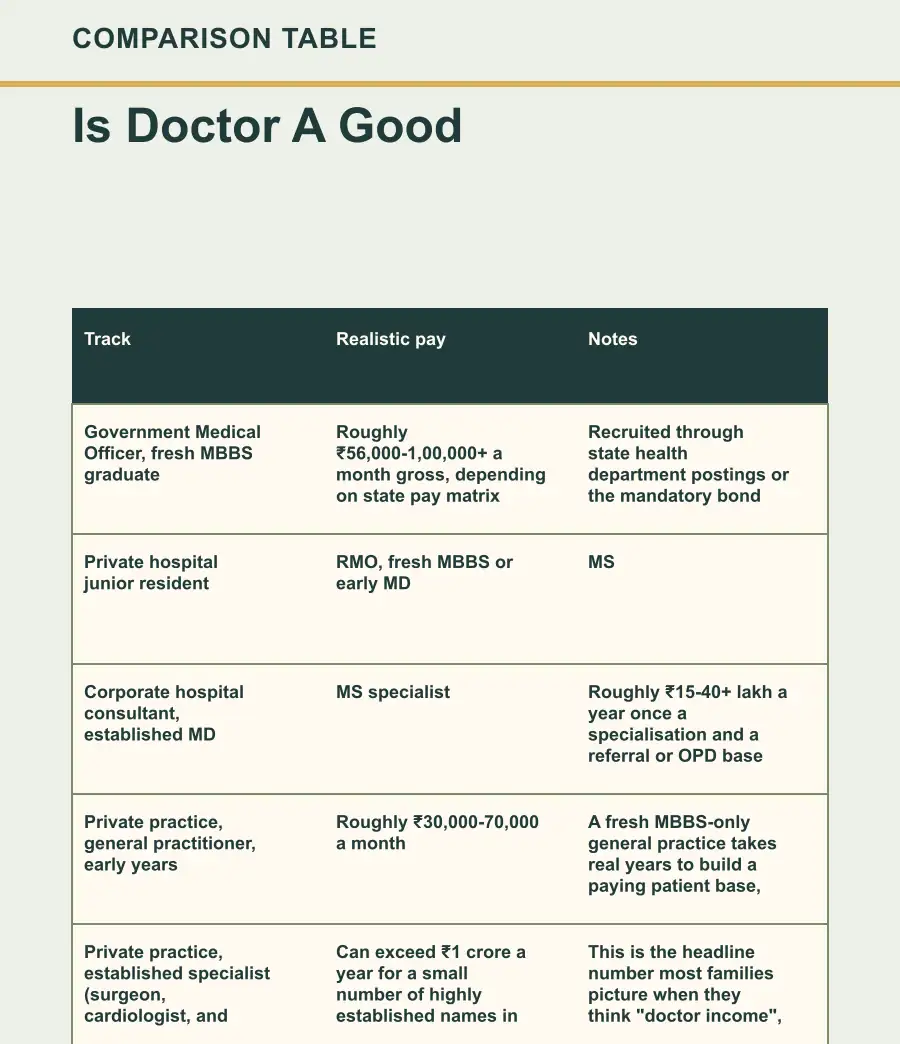 COMPARISON TABLE
Is Doctor A Good
Track
Realistic pay
Notes
Government Medical
Officer, fresh MBBS
graduate
Roughly
₹56,000-1,00,000+ a
month gross, depending
on state pay matrix
Recruited through
state health
department postings or
the mandatory bond
Private hospital
junior resident
RMO, fresh MBBS or
early MD
MS
Corporate hospital
consultant,
established MD
MS specialist
Roughly ₹15-40+ lakh a
year once a
specialisation and a
referral or OPD base
Private practice,
general practitioner,
early years
Roughly ₹30,000-70,000
a month
A fresh MBBS-only
general practice takes
real years to build a
paying patient base,
Private practice,
established specialist
(surgeon,
cardiologist, and
Can exceed ₹1 crore a
year for a small
number of highly
established names in
This is the headline
number most families
picture when they
think "doctor income",